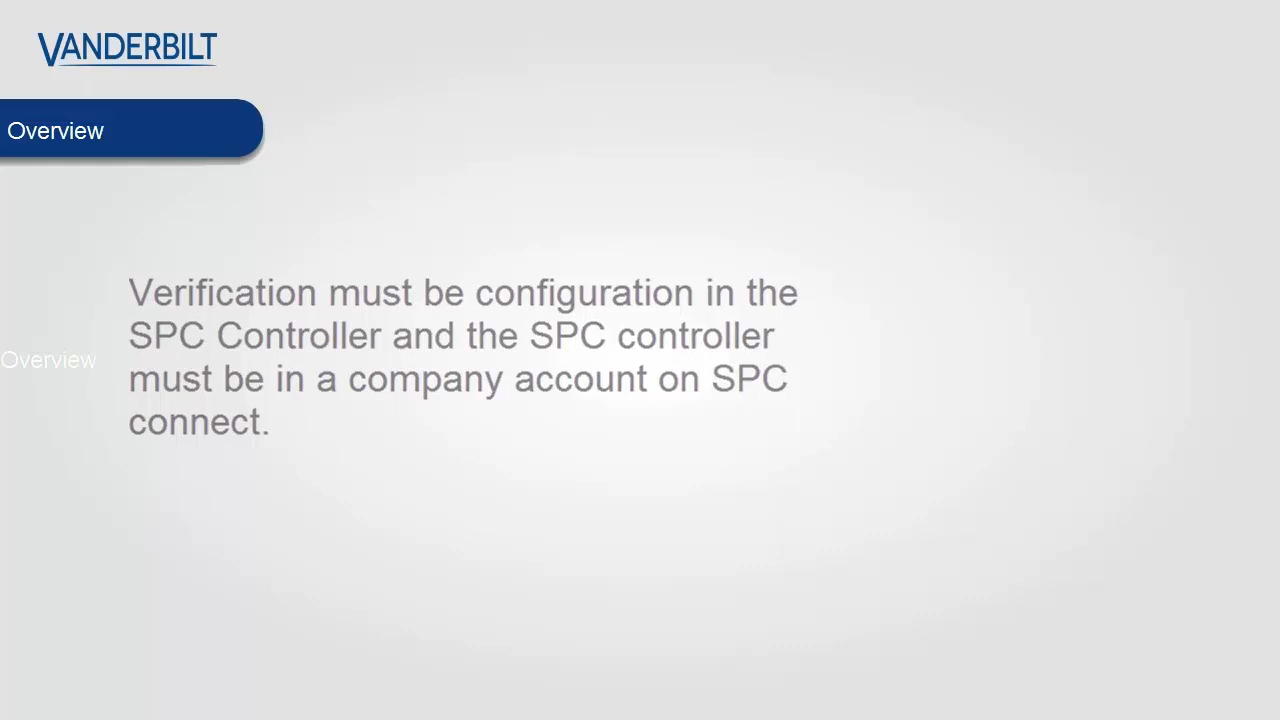 VANDERBILT
Overview
Verification must be configuration in the
SPC Controller and the SPC controller
Overview
must be in a company account on SPC
connect.